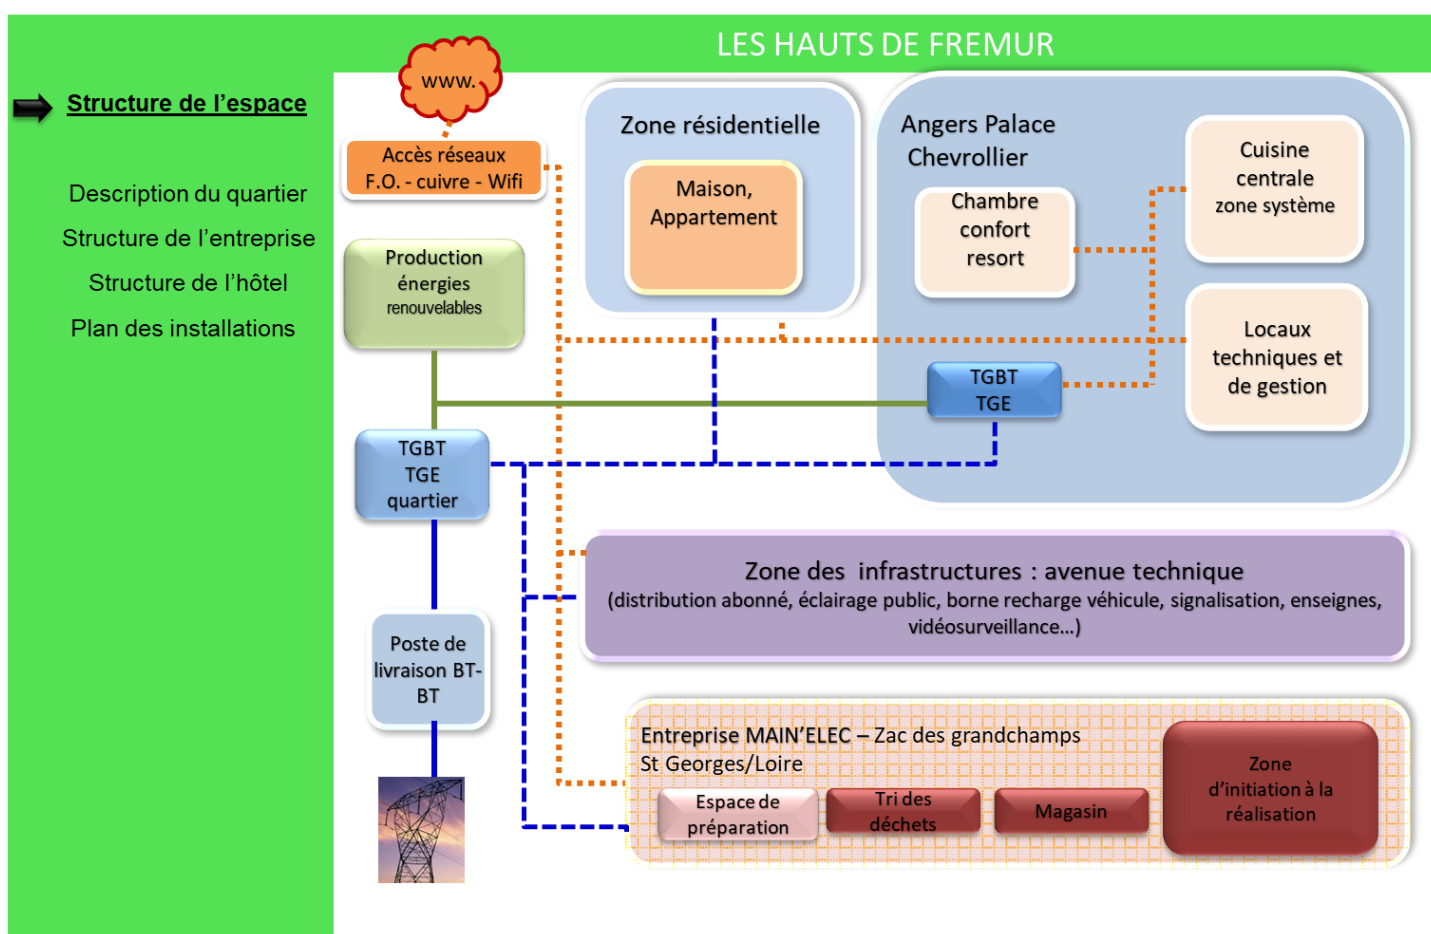 LES HAUTS DE FREMUR
Structure de l'espace
Description du quartier
Structure de l'entreprise
Structure de l'hôtel
Plan des installations
www.
Accès réseaux
F.O. - cuivre - Wifi
Production
énergies
renouvelables
TGBT
TGE
quartier
Poste de
livraison BT-
BT
Zone résidentielle
Maison,
Appartement
Angers Palace
Chevrollier
Chambre
confort
resort
Cuisine
centrale
zone système
Locaux
techniques et
de gestion
TGBT
TGE
Zone des infrastructures : avenue technique
(distribution abonné, éclairage public, borne recharge véhicule, signalisation, enseignes,
vidéosurveillance...)
Entreprise MAIN'ELEC – Zac des grandchamps
St Georges/Loire
Espace de
préparation
Tri des
déchets
Magasin
Zone
d'initiation à la
réalisation